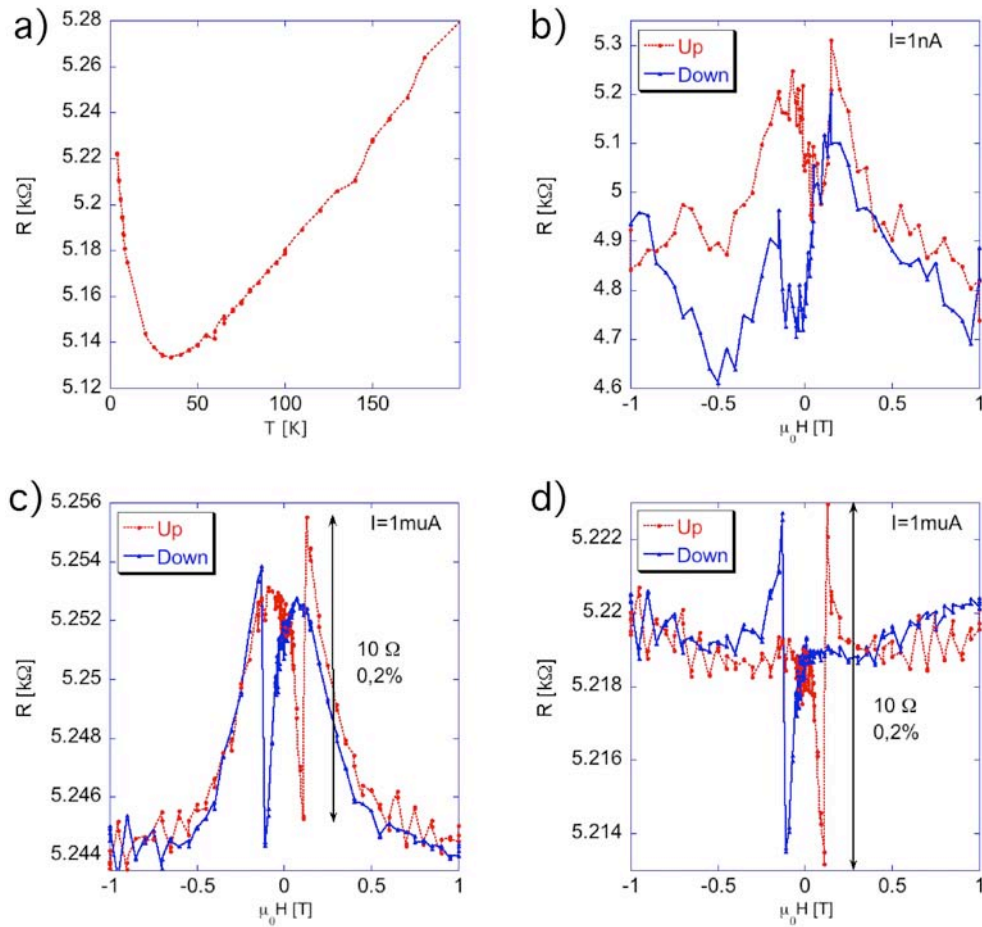 a)
5.28
5.26
5.24
5.22
5.2
5.18
5.16
5.14
5.12
R [kΩ]
0
50
100
150
T [K]
b)
Up
Down
I=1nA
5.3
5.2
5.1
5
4.9
4.8
4.7
4.6
R [kΩ]
-1
-0.5
0
0.5
1
μ0H [T]
c)
Up
Down
I=1muA
5.256
5.254
5.252
5.25
5.248
5.246
5.244
R [kΩ]
10 Ω
0,2%
-1
-0.5
0
0.5
1
μ0H [T]
d)
Up
Down
I=1muA
5.222
5.22
5.218
5.216
5.214
R [kΩ]
10 Ω
0,2%
-1
-0.5
0
0.5
1
μ0H [T]